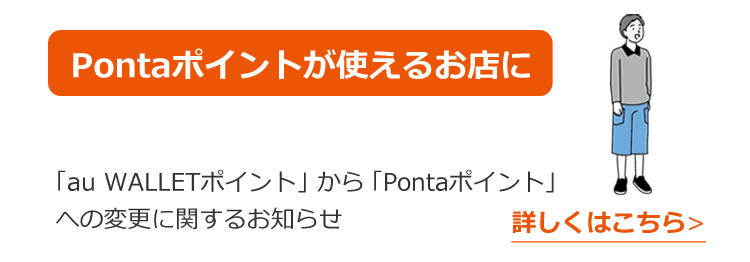 Pontaポイントが使えるお店に
「au WALLETポイント」から「Pontaポイント」
への変更に関するお知らせ
詳しくはこちら>